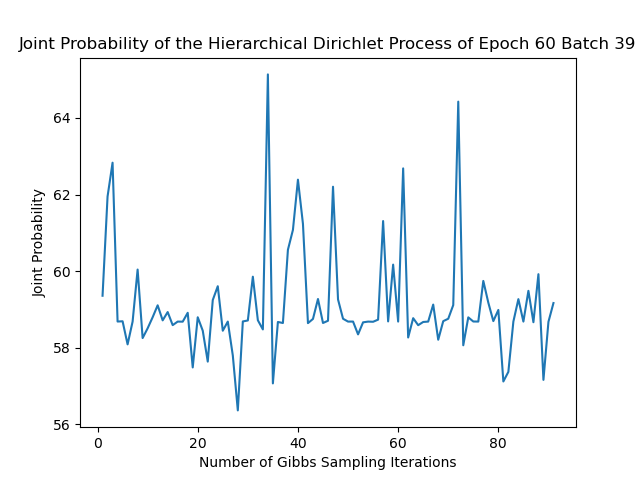 Joint Probability of the Hierarchical Dirichlet Process of Epoch 60 Batch 39
64
62
60
58
56
Joint Probability
0 20 40 60 80
Number of Gibbs Sampling Iterations